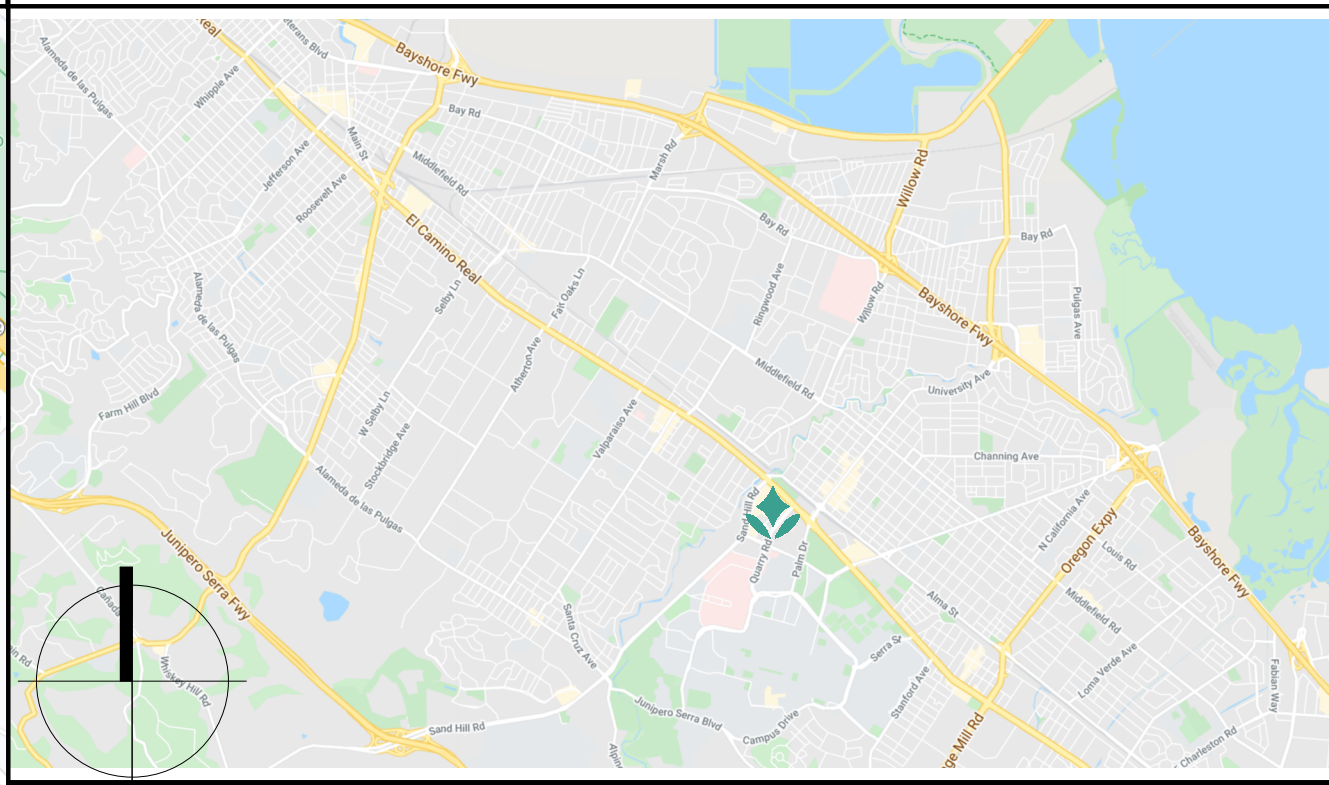 Real
Veterans Blvd
Bayshore Fwy
Alameda de las Pulgas
Whipple Ave
Bay Rd
Main St
Jefferson Ave
Middlefield Rd
Marsh Rd
Willow Rd
Roosevelt Ave
El Camino Real
Bay Rd
Bay Rd
Alameda de las Pulgas
Selby Ln
Fair Oaks Ln
Ringwood Ave
Willow Rd
Bayshore Fwy
Pulgas Ave
Atherton Ave
Middlefield Rd
University Ave
Farm Hill Blvd
W Selby Ln
Stockbridge Ave
Valparaiso Ave
Channing Ave
Alameda de las Pulgas
Sand Hill Rd
N California Ave
Oregon Expy
Louis Rd
Bayshore Fwy
Junipero Serra Fwy
Quarry Rd
Palm Dr
Cañada
Alma St
Middlefield Rd
Santa Cruz Ave
Serra St
Loma Verde Ave
Whiskey Hill Rd
Stanford Ave
Fabian Way
Junipero Serra Blvd
Sand Hill Rd
Campus Drive
ge Mill Rd
E Charleston Rd
Alpin